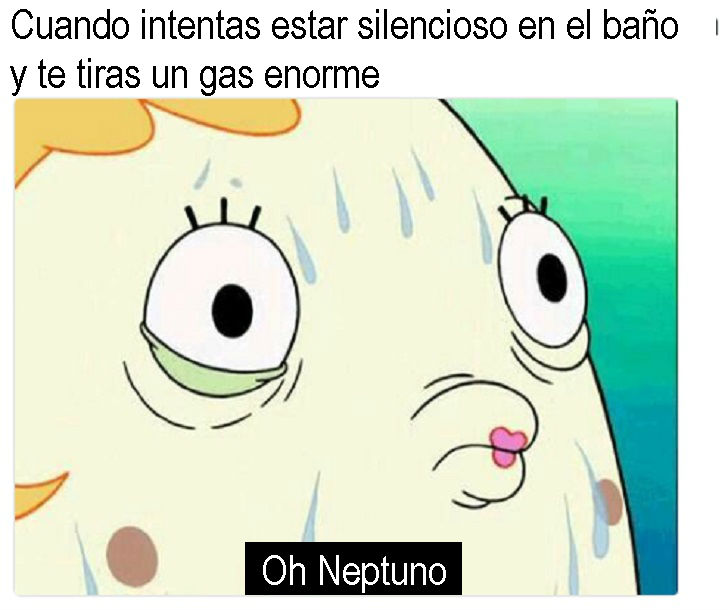 Cuando intentas estar silencioso en el baño
y te tiras un gas enorme
Oh Neptuno